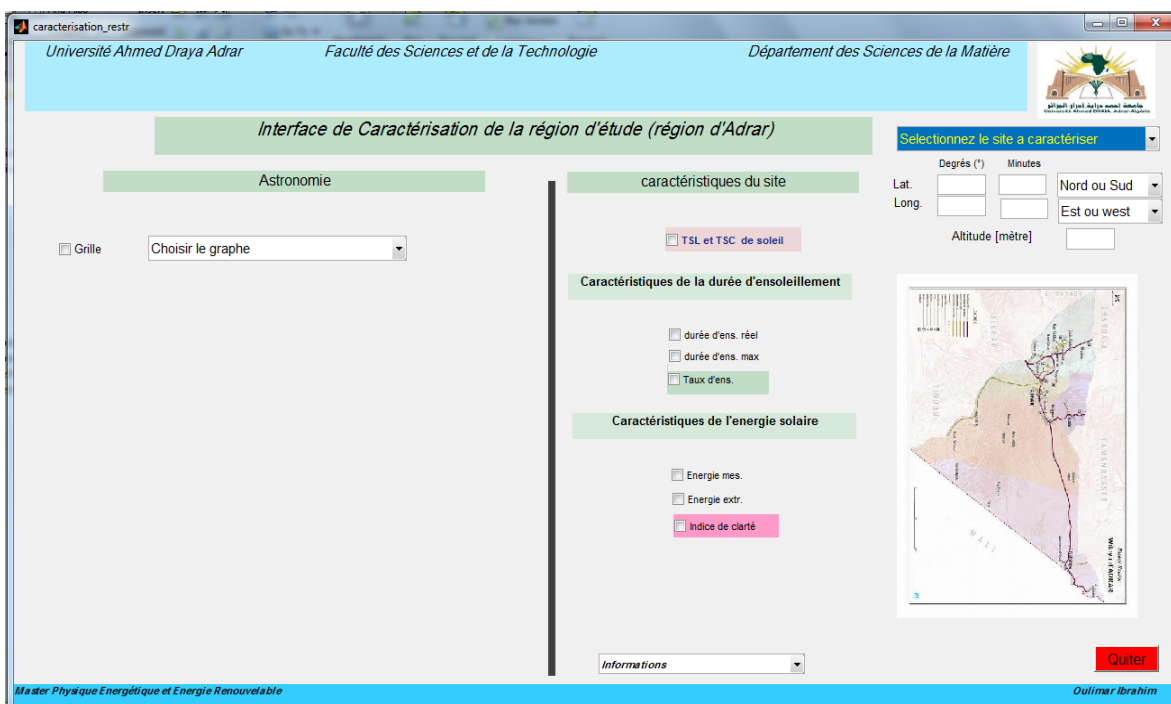 caracterisation_restr
Université Ahmed Draya Adrar
Faculté des Sciences et de la Technologie
Département des Sciences de la Matière
Interface de Caractérisation de la région d'étude (région d'Adrar)
Selectionnez le site a caractériser
Astronomie
caractéristiques du site
Degrés (°)
Minutes
Lat.
Nord ou Sud
Long.
Est ou west
Altitude [mètre]
Grille
Choisir le graphe
TSL et TSC de soleil
Caractéristiques de la durée d'ensoleillement
durée d'ens. réel
durée d'ens. max
Taux d'ens.
Caractéristiques de l'energie solaire
Energie mes.
Energie extr.
Indice de clarté
MALI
TAMENRASSET
Wilaya d'ADRAR
Informations
Quiter
Master Physique Energétique et Energie Renouvelable
Oulimar Ibrahim